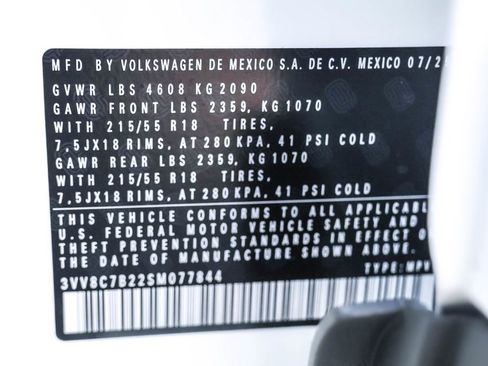 MFD BY VOLKSWAGEN DE MEXICO S.A. DE C.V. MEXICO 07/2
GVWR LBS 4608 KG 2090
GAWR FRONT LBS 2359, KG 1070
WITH 215/55 R18 TIRES,
7,5JX18 RIMS, AT 280 KPA, 41 PSI COLD
GAWR REAR LBS 2359, KG 1070
WITH 215/55 R18 TIRES,
7,5JX18 RIMS, AT 280 KPA, 41 PSI COLD
THIS VEHICLE CONFORMS TO ALL APPLICABL
U.S. FEDERAL MOTOR VEHICLE SAFETY AND
THEFT PREVENTION STANDARDS IN EFFECT O
THE DATE OF MANUFACTURE SHOWN ABOVE.
3VV8C7B22SM077844 TYPE: MPV